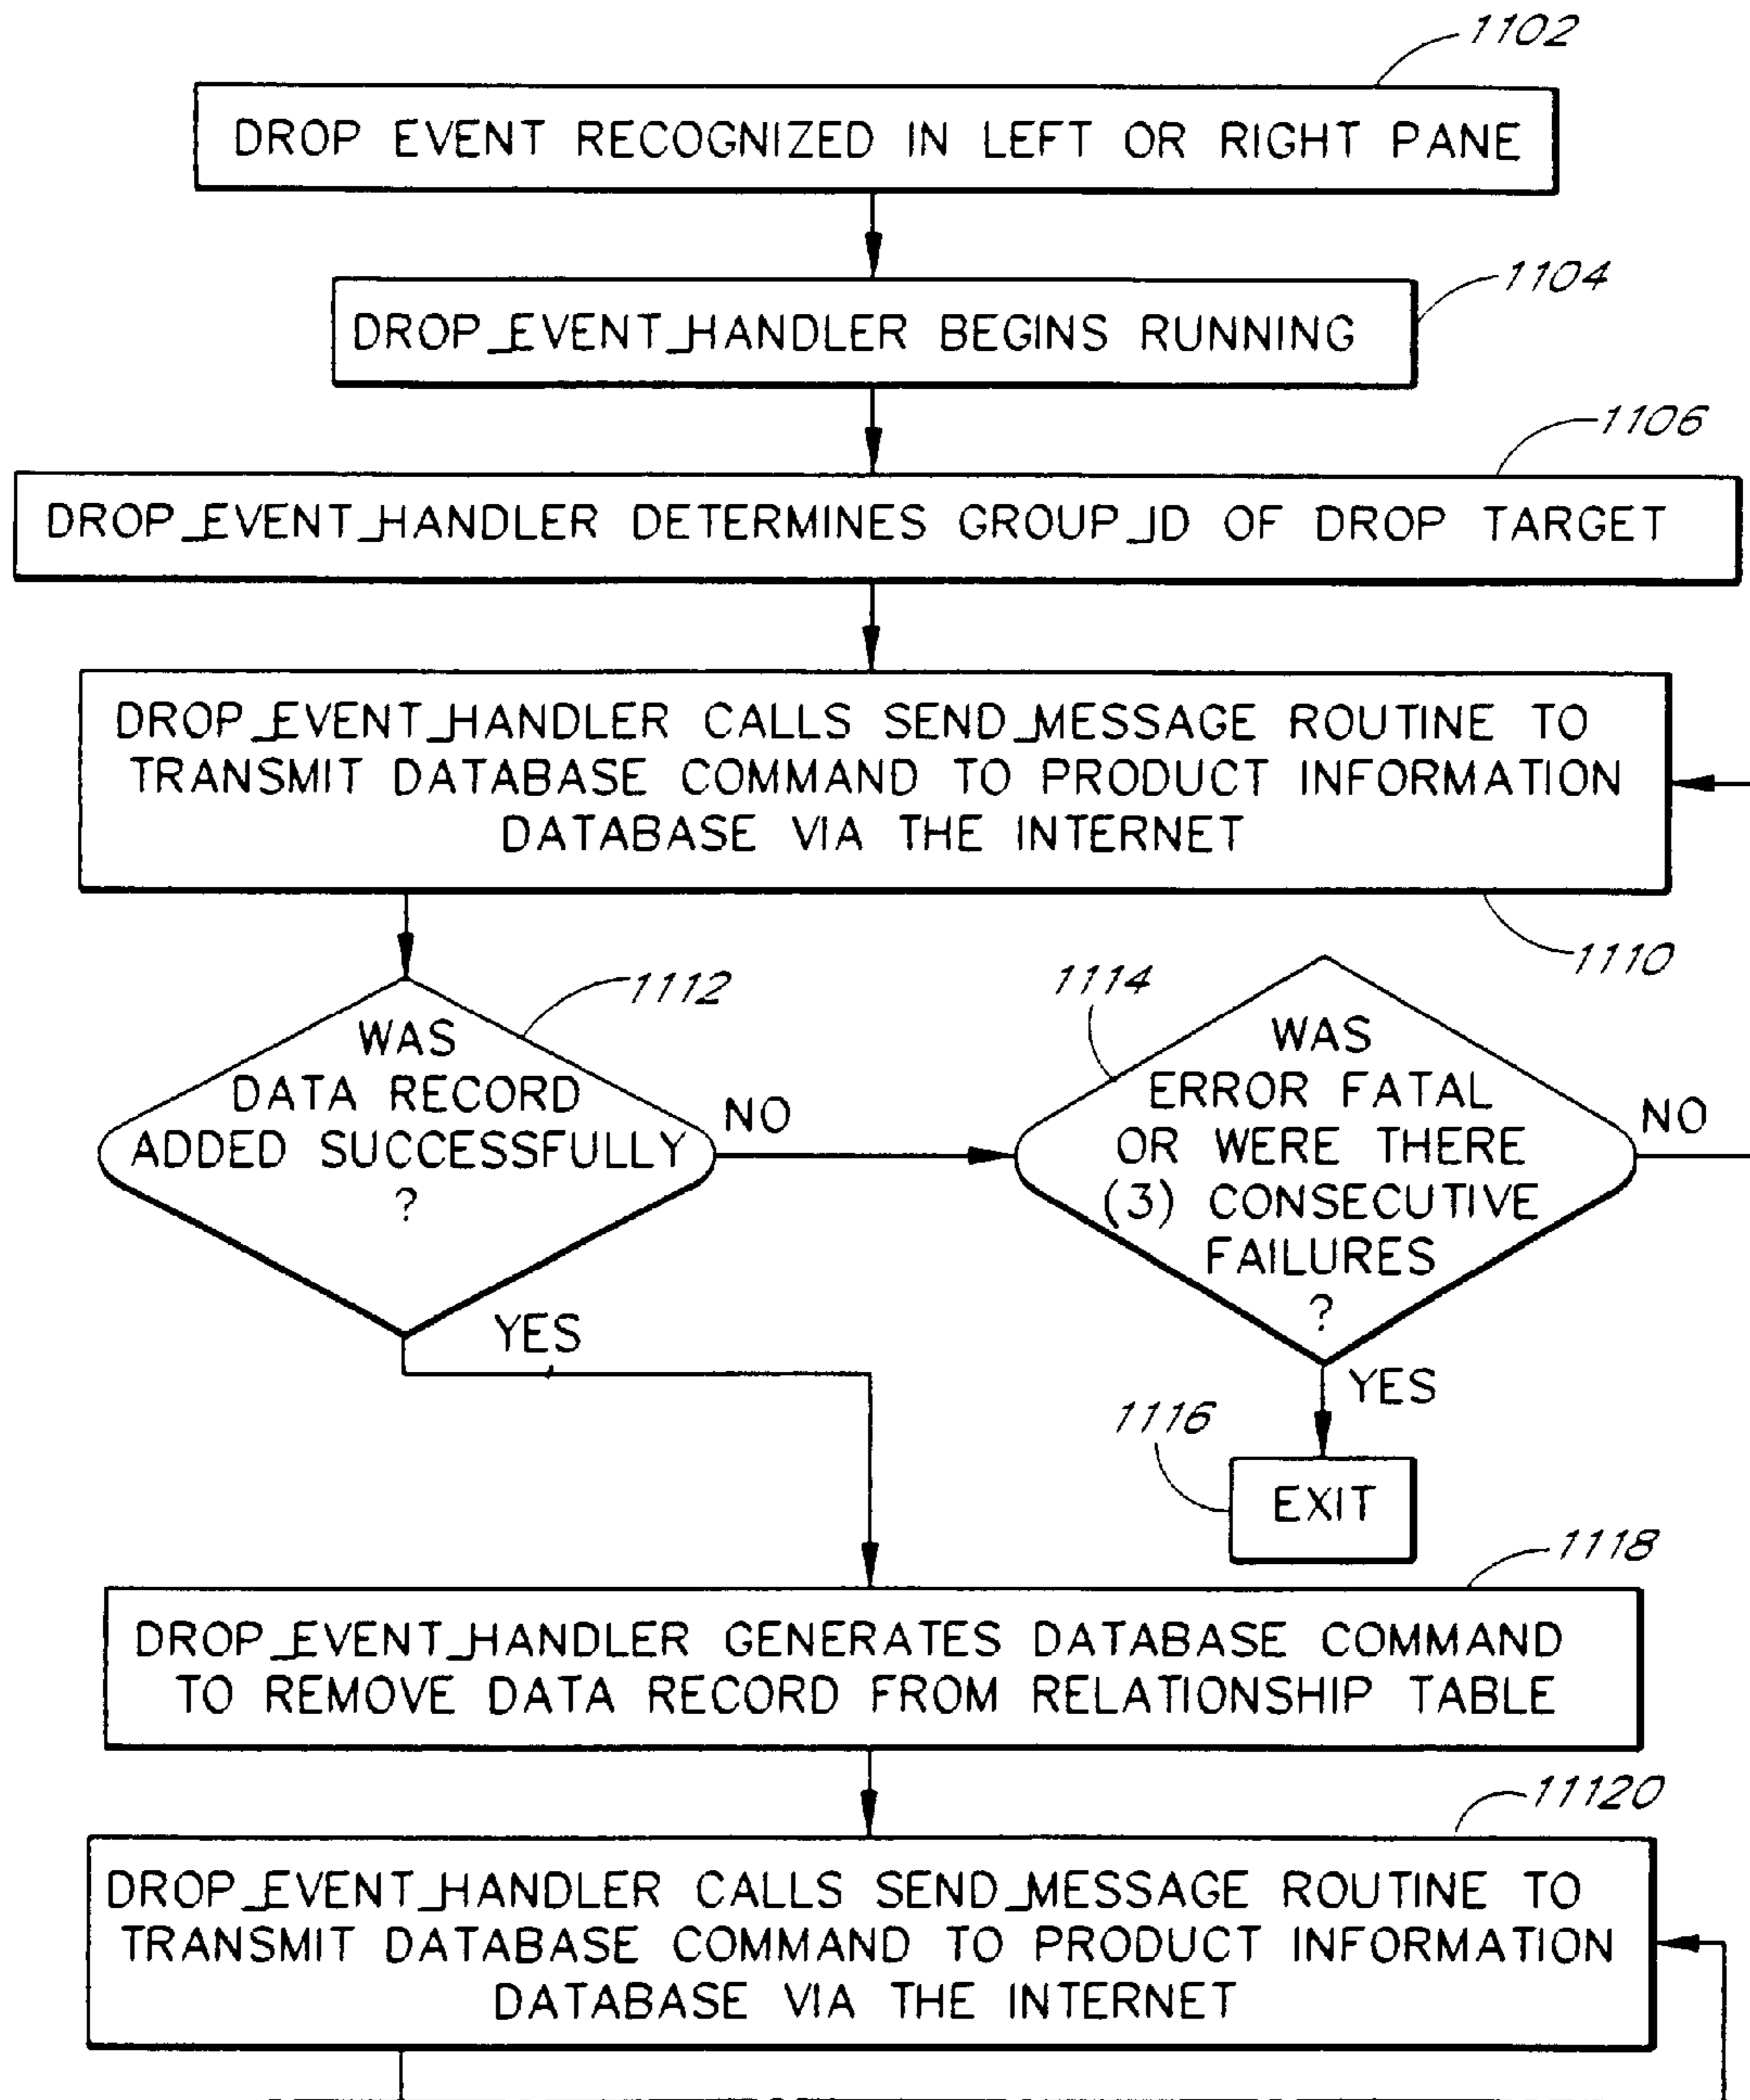 1102
DROP EVENT RECOGNIZED IN LEFT OR RIGHT PANE
1104
DROP_EVENT_HANDLER BEGINS RUNNING
1106
DROP_EVENT_HANDLER DETERMINES GROUP_ID OF DROP TARGET
DROP_EVENT_HANDLER CALLS SEND_MESSAGE ROUTINE TO
TRANSMIT DATABASE COMMAND TO PRODUCT INFORMATION
DATABASE VIA THE INTERNET
1110
1112
WAS
DATA RECORD
ADDED SUCCESSFULLY
?
NO
YES
1114
WAS
ERROR FATAL
OR WERE THERE
(3) CONSECUTIVE
FAILURES
?
NO
YES
1116
EXIT
1118
DROP_EVENT_HANDLER GENERATES DATABASE COMMAND
TO REMOVE DATA RECORD FROM RELATIONSHIP TABLE
11120
DROP_EVENT_HANDLER CALLS SEND_MESSAGE ROUTINE TO
TRANSMIT DATABASE COMMAND TO PRODUCT INFORMATION
DATABASE VIA THE INTERNET